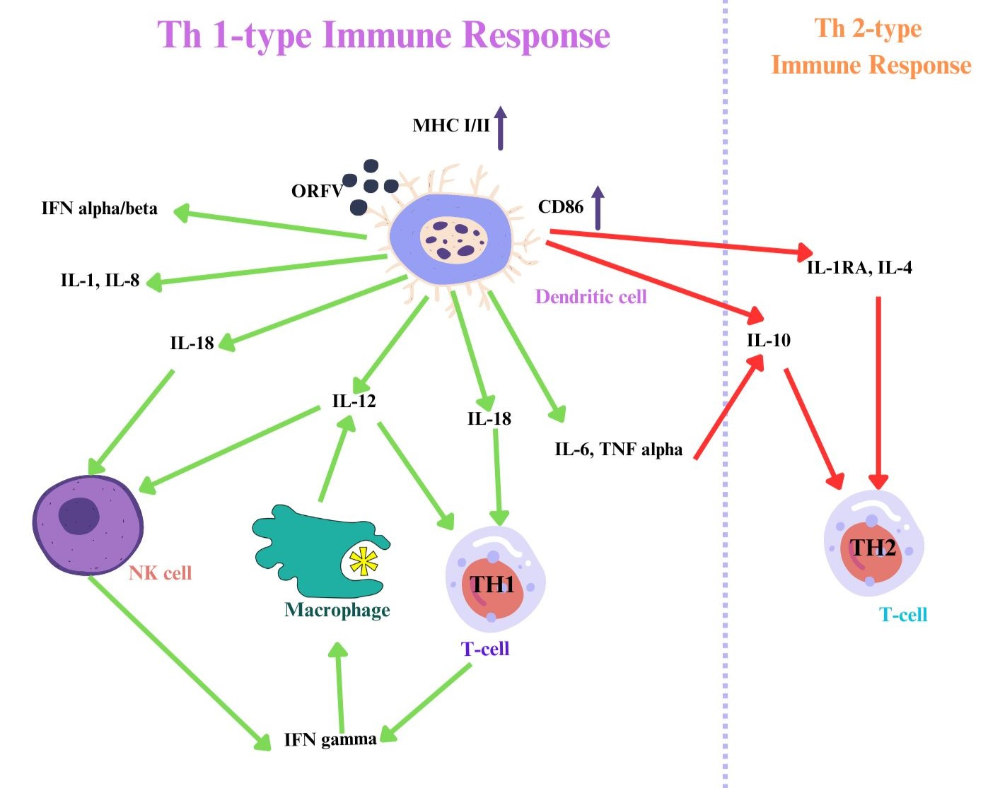 Th 1-type Immune Response
Th 2-type
Immune Response
MHC I/II
ORFV
CD86
IFN alpha/beta
IL-1RA, IL-4
IL-1, IL-8
Dendritic cell
IL-10
IL-18
IL-12
IL-18
IL-6, TNF alpha
TH2
NK cell
TH1
Macrophage
T-cell
T-cell
IFN gamma